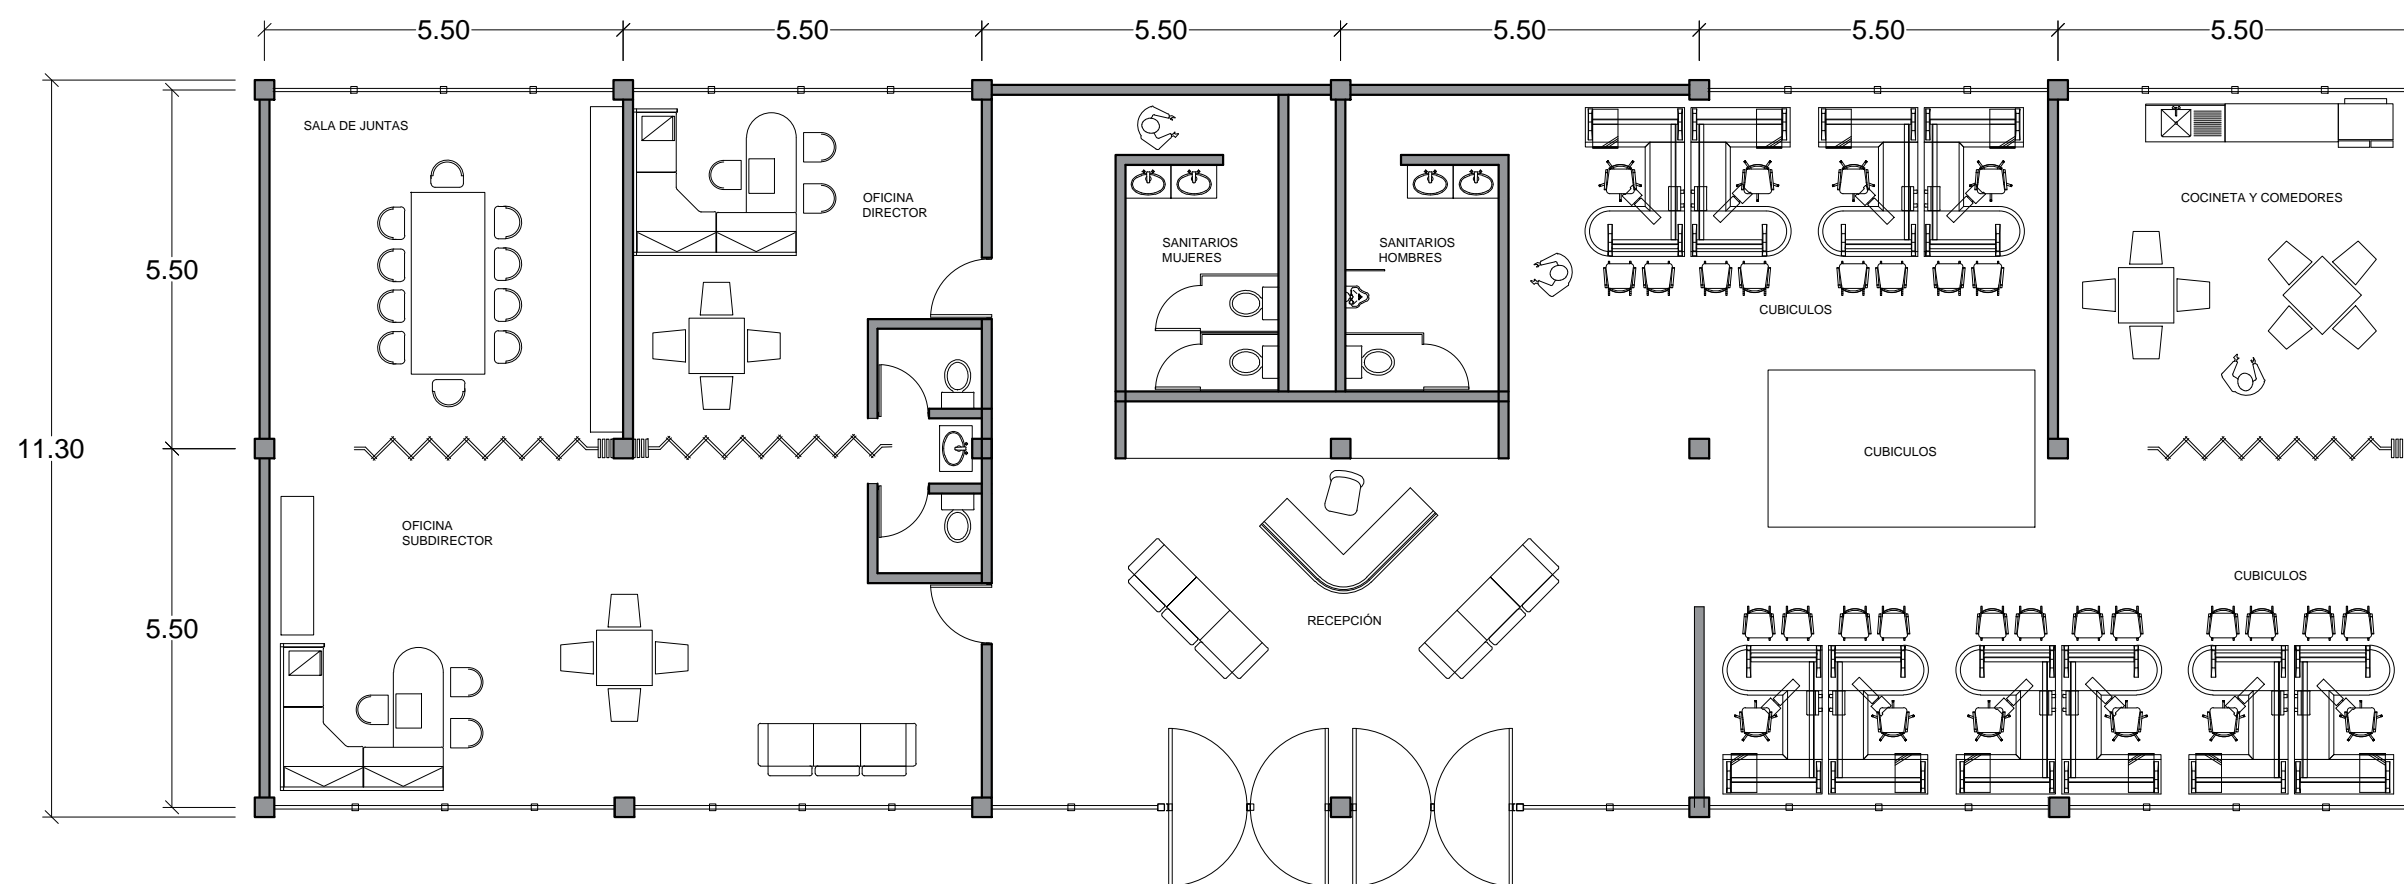 5.50 5.50 5.50 5.50 5.50 5.50
SALA DE JUNTAS
OFICINA
DIRECTOR
COCINETA Y COMEDORES
SANITARIOS
MUJERES
SANITARIOS
HOMBRES
5.50
CUBICULOS
11.30
CUBICULOS
OFICINA
SUBDIRECTOR
CUBICULOS
RECEPCIÓN
5.50